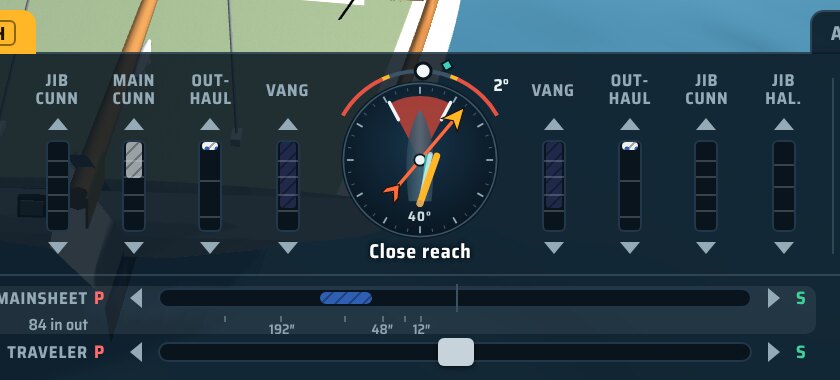 H
A
JIB
CUNN
MAIN
CUNN
OUT-
HAUL
VANG
2°
VANG
OUT-
HAUL
JIB
CUNN
JIB
HAL.
40°
Close reach
MAINSHEET P
S
84 in out
192"
48"
12"
TRAVELER P
S